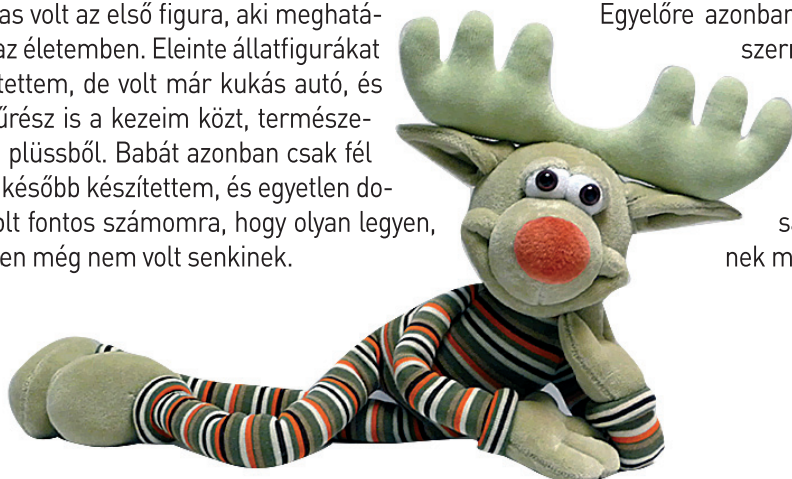 as volt az első figura, aki meghatá-
az életemben. Eleinte állatfigurákat
tettem, de volt már kukás autó, és
űrész is a kezeim közt, természe-
plüssből. Babát azonban csak fél
később készítettem, és egyetlen do-
olt fontos számomra, hogy olyan legyen,
en még nem volt senkinek.
Egyelőre azonban
szer
sa
nek m